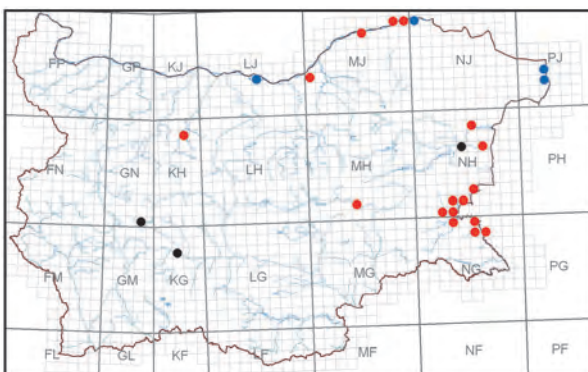 FP GP KJ LJ MJ NJ PJ
FN GN KH LH MH NH PH
FM GM KG LG MG NG PG
FL GL KF LF MF NF PF